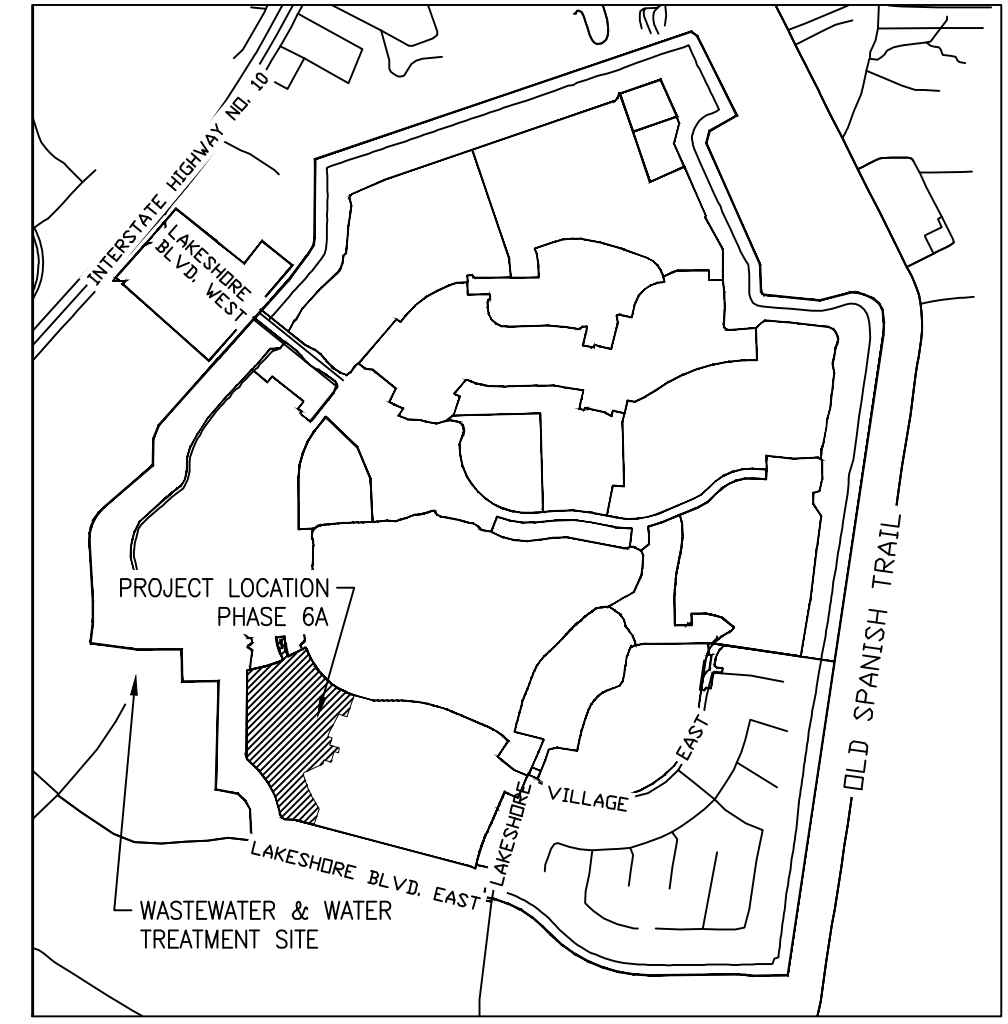 INTERSTATE HIGHWAY NO. 10
LAKESHORE
BLVD. WEST
PROJECT LOCATION
PHASE 6A
OLD SPANISH TRAIL
EAST
VILLAGE
LAKESHORE
LAKESHORE BLVD. EAST
WASTEWATER & WATER
TREATMENT SITE